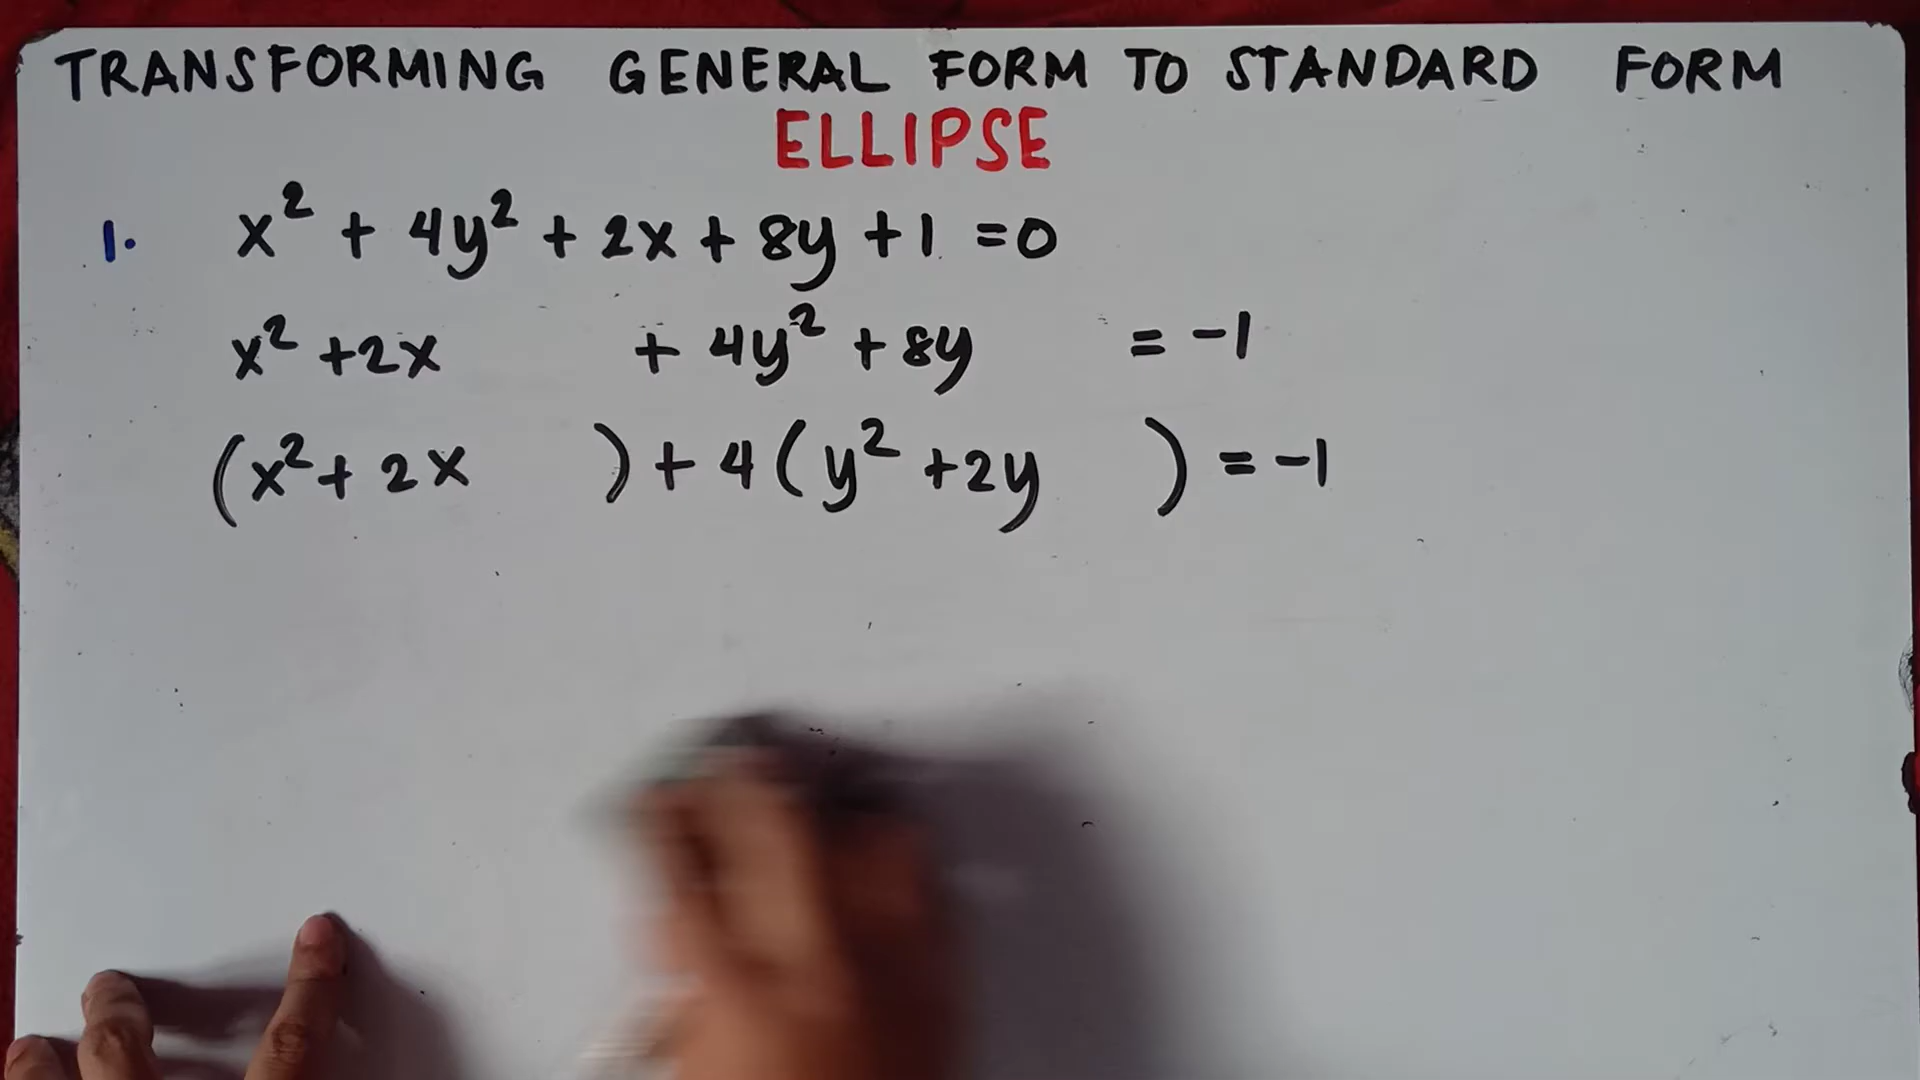 TRANSFORMING GENERAL FORM TO STANDARD FORM
ELLIPSE
1. x² + 4y² + 2x + 8y + 1 = 0
x² + 2x + 4y² + 8y = -1
(x² + 2x ) + 4 ( y² + 2y ) = -1